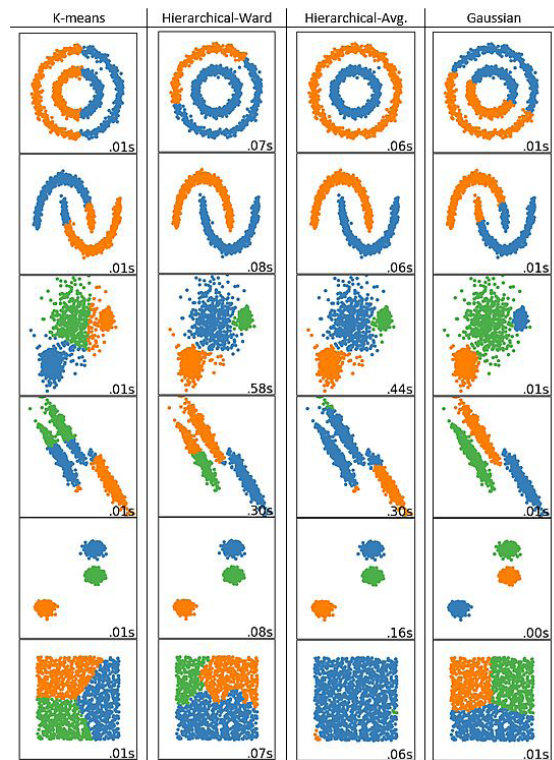 K-means Hierarchical-Ward Hierarchical-Avg. Gaussian
.01s .07s .06s .01s
.01s .08s .06s .01s
.01s .58s .44s .01s
.01s .30s .30s .01s
.01s .08s .16s .00s
.01s .07s .06s .01s